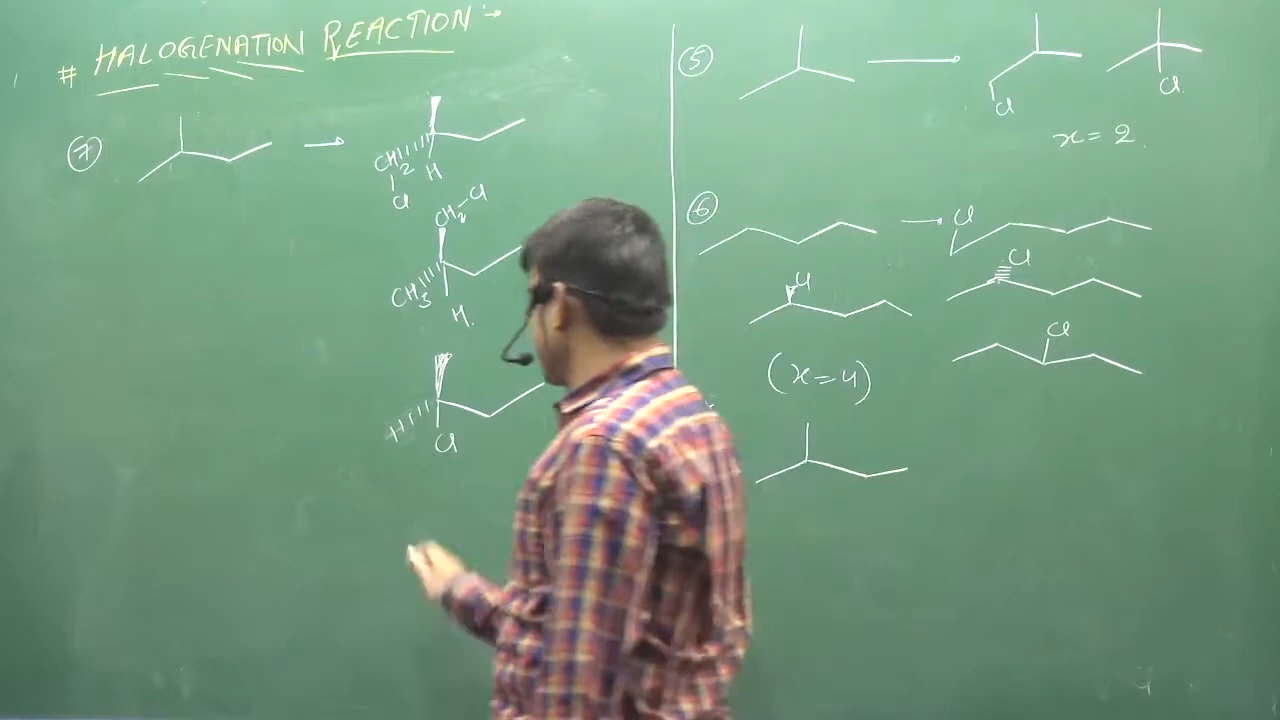 # HALOGENATION REACTION :→
⑦
CH2
H
Cl
CH2-Cl
CH3
H.
H
Cl
⑤
Cl
Cl
x = 2.
⑥
Cl
Cl
Cl
Cl
(x=4)